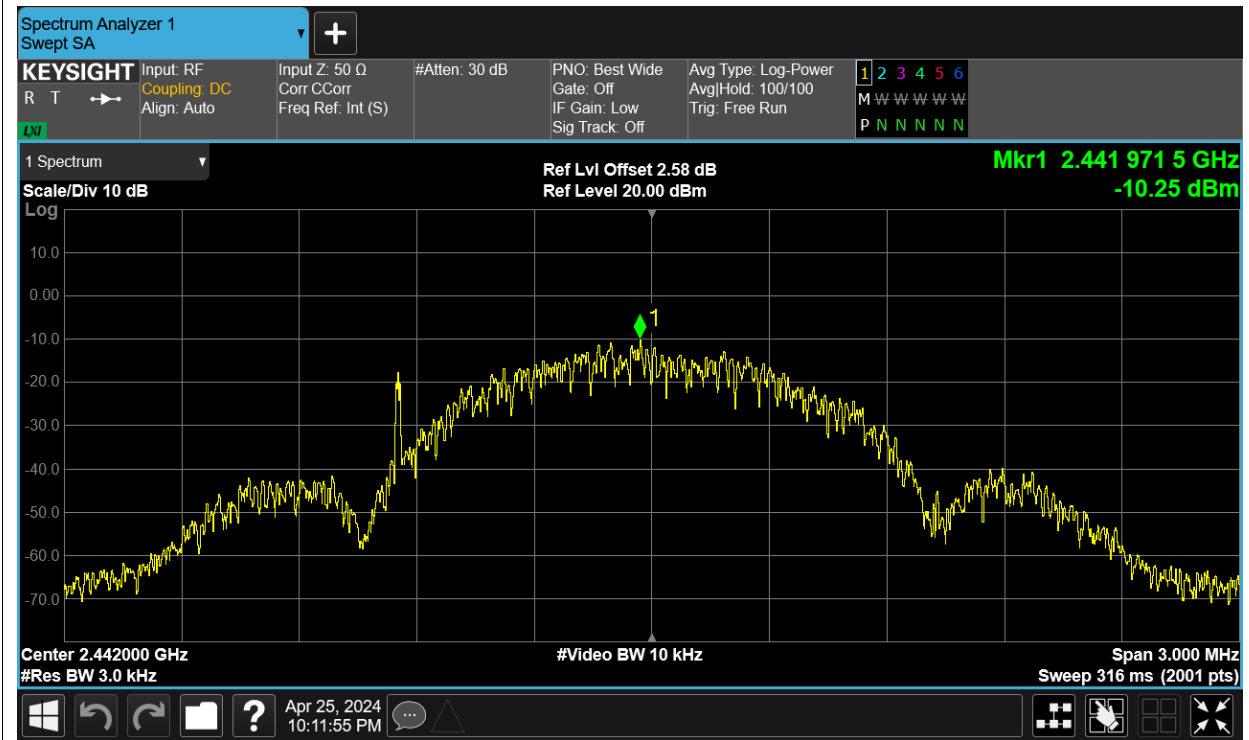 Spectrum Analyzer 1
Swept SA
KEYSIGHT
R T
LXI
Input: RF
Coupling: DC
Align: Auto
Input Z: 50 Ω
Corr CCorr
Freq Ref: Int (S)
#Atten: 30 dB
PNO: Best Wide
Gate: Off
IF Gain: Low
Sig Track: Off
Avg Type: Log-Power
Avg|Hold: 100/100
Trig: Free Run
1 2 3 4 5 6
M W W W W W
P N N N N N
1 Spectrum
Scale/Div 10 dB
Log
Ref Lvl Offset 2.58 dB
Ref Level 20.00 dBm
Mkr1 2.441 971 5 GHz
-10.25 dBm
10.0
0.00
-10.0
-20.0
-30.0
-40.0
-50.0
-60.0
-70.0
1
Center 2.442000 GHz
#Res BW 3.0 kHz
#Video BW 10 kHz
Span 3.000 MHz
Sweep 316 ms (2001 pts)
?
Apr 25, 2024
10:11:55 PM